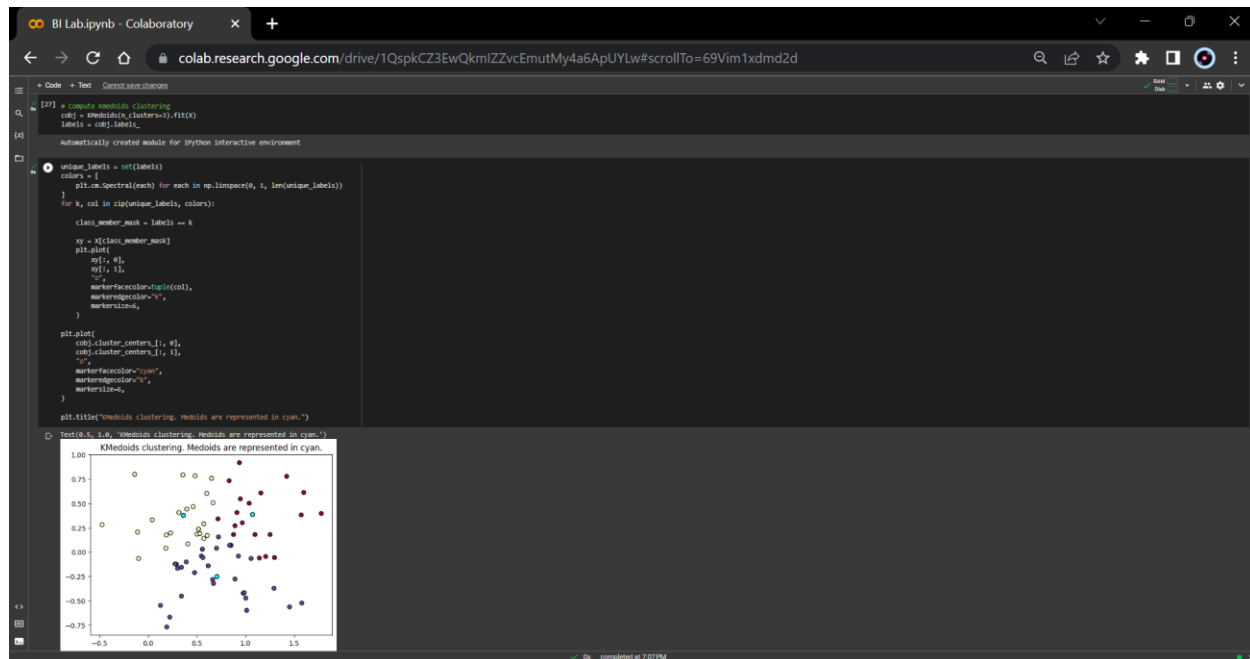 BI Lab.ipynb - Colaboratory
colab.research.google.com/drive/1QspkCZ3EwQkmIZZvcEmutMy4a6ApUYLw#scrollTo=69Vim1xdmd2d
+ Code + Text Cannot save changes
RAM
Disk
[27] # Compute Kmedoids clustering
cobj = KMedoids(n_clusters=3).fit(X)
labels = cobj.labels_
Automatically created module for IPython interactive environment
unique_labels = set(labels)
colors = [
plt.cm.Spectral(each) for each in np.linspace(0, 1, len(unique_labels))
]
for k, col in zip(unique_labels, colors):
class_member_mask = labels == k
xy = X[class_member_mask]
plt.plot(
xy[:, 0],
xy[:, 1],
"o",
markerfacecolor=tuple(col),
markeredgecolor="k",
markersize=6,
)
plt.plot(
cobj.cluster_centers_[:, 0],
cobj.cluster_centers_[:, 1],
"o",
markerfacecolor="cyan",
markeredgecolor="k",
markersize=6,
)
plt.title("KMedoids clustering. Medoids are represented in cyan.")
Text(0.5, 1.0, 'KMedoids clustering. Medoids are represented in cyan.')
KMedoids clustering. Medoids are represented in cyan.
1.00
0.75
0.50
0.25
0.00
−0.25
−0.50
−0.75
−0.5 0.0 0.5 1.0 1.5
0s completed at 7:07 PM